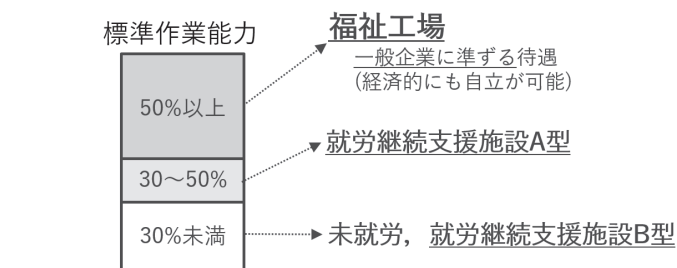 標準作業能力
福祉工場
一般企業に準ずる待遇
(経済的にも自立が可能)
50%以上
就労継続支援施設A型
30〜50%
30%未満
未就労，就労継続支援施設B型